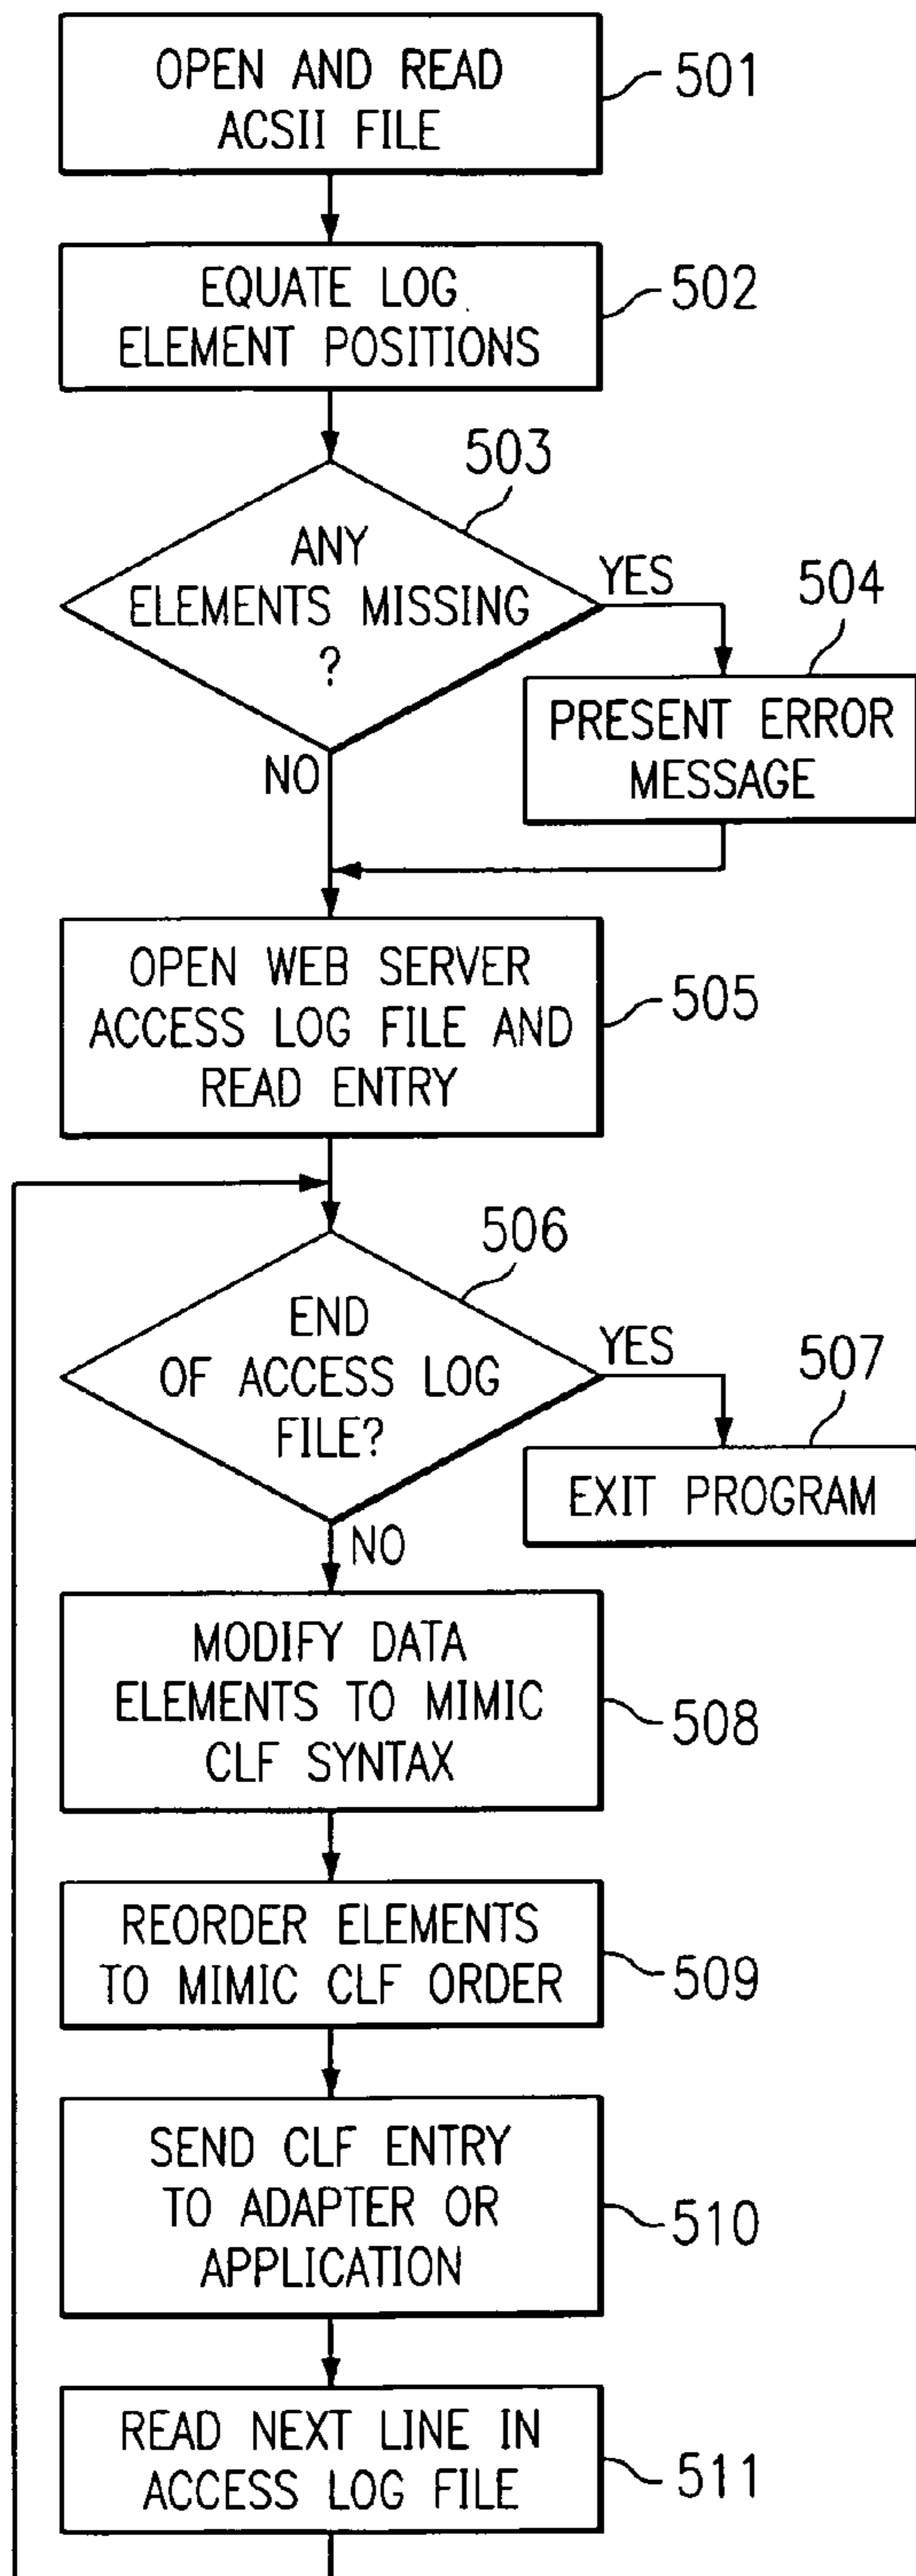 OPEN AND READ
ACSII FILE
501
EQUATE LOG
ELEMENT POSITIONS
502
503
ANY
ELEMENTS MISSING
?
YES
NO
504
PRESENT ERROR
MESSAGE
OPEN WEB SERVER
ACCESS LOG FILE AND
READ ENTRY
505
506
END
OF ACCESS LOG
FILE?
YES
NO
507
EXIT PROGRAM
MODIFY DATA
ELEMENTS TO MIMIC
CLF SYNTAX
508
REORDER ELEMENTS
TO MIMIC CLF ORDER
509
SEND CLF ENTRY
TO ADAPTER OR
APPLICATION
510
READ NEXT LINE IN
ACCESS LOG FILE
511